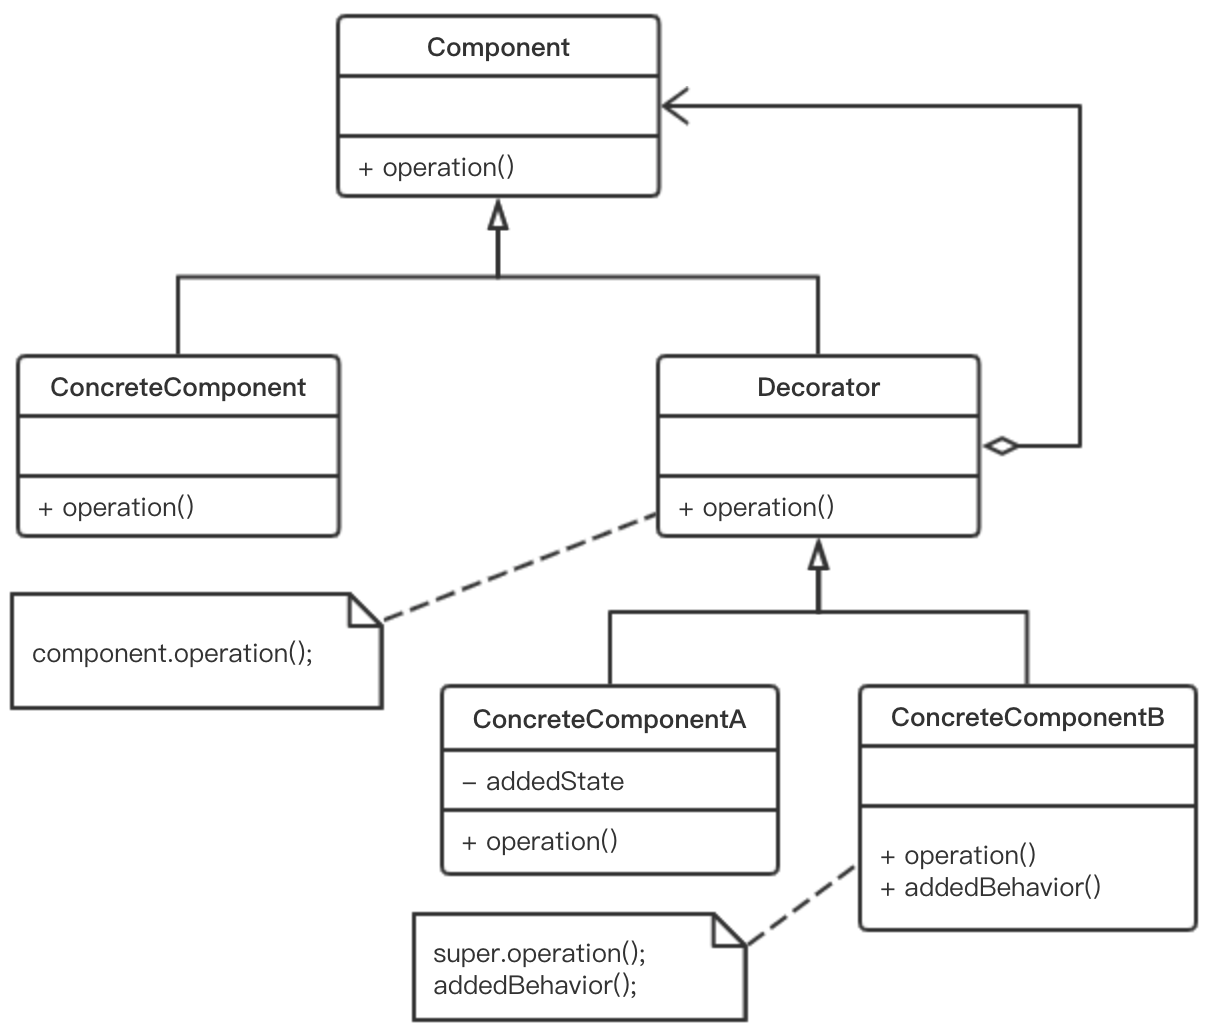 Component
+ operation()
ConcreteComponent
+ operation()
Decorator
+ operation()
component.operation();
ConcreteComponentA
– addedState
+ operation()
ConcreteComponentB
+ operation()
+ addedBehavior()
super.operation();
addedBehavior();